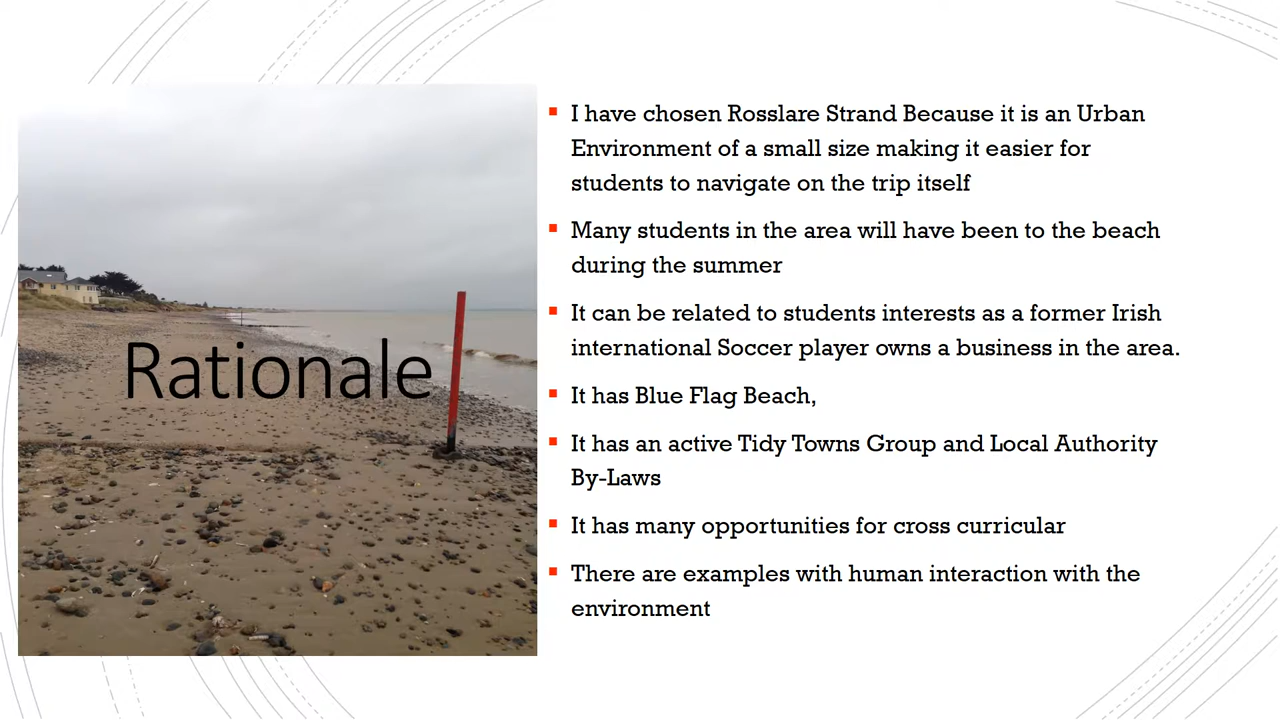 Rationale
I have chosen Rosslare Strand Because it is an Urban
Environment of a small size making it easier for
students to navigate on the trip itself
Many students in the area will have been to the beach
during the summer
It can be related to students interests as a former Irish
international Soccer player owns a business in the area.
It has Blue Flag Beach,
It has an active Tidy Towns Group and Local Authority
By-Laws
It has many opportunities for cross curricular
There are examples with human interaction with the
environment